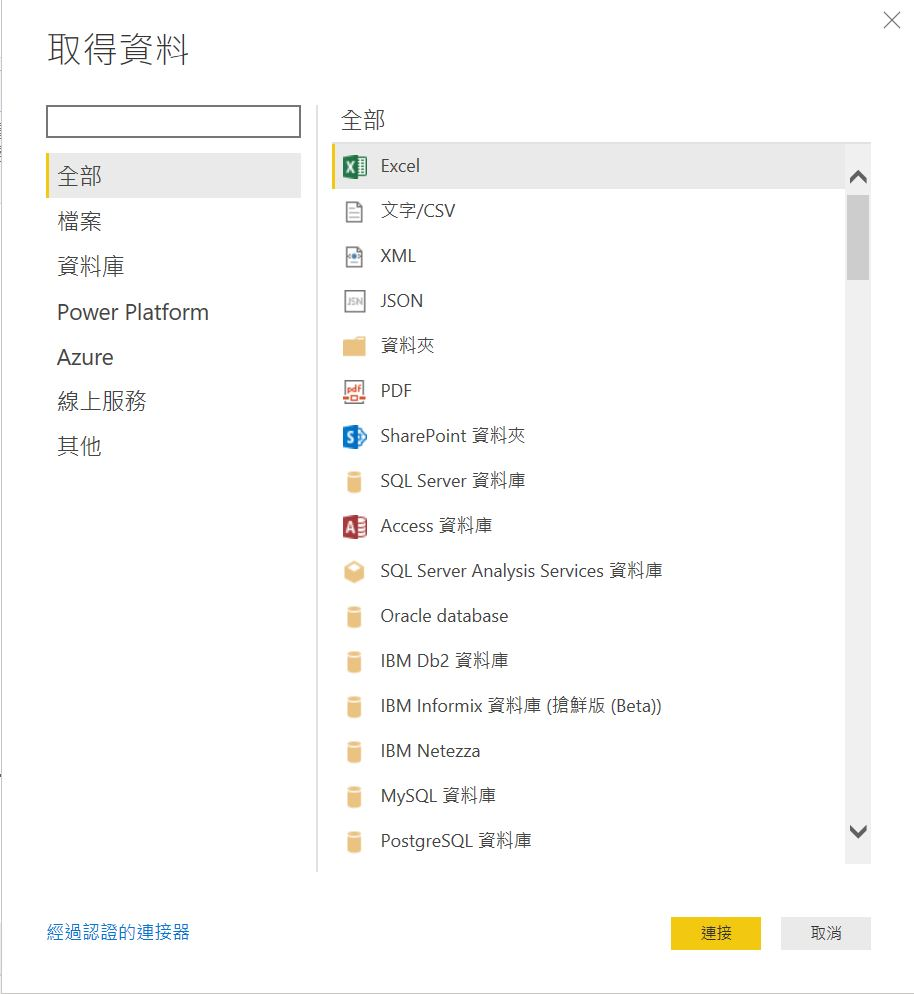 取得資料
全部
檔案
資料庫
Power Platform
Azure
線上服務
其他
全部
Excel
文字/CSV
XML
JSON
資料夾
PDF
SharePoint 資料夾
SQL Server 資料庫
Access 資料庫
SQL Server Analysis Services 資料庫
Oracle database
IBM Db2 資料庫
IBM Informix 資料庫 (搶鮮版 (Beta))
IBM Netezza
MySQL 資料庫
PostgreSQL 資料庫
經過認證的連接器
連接
取消